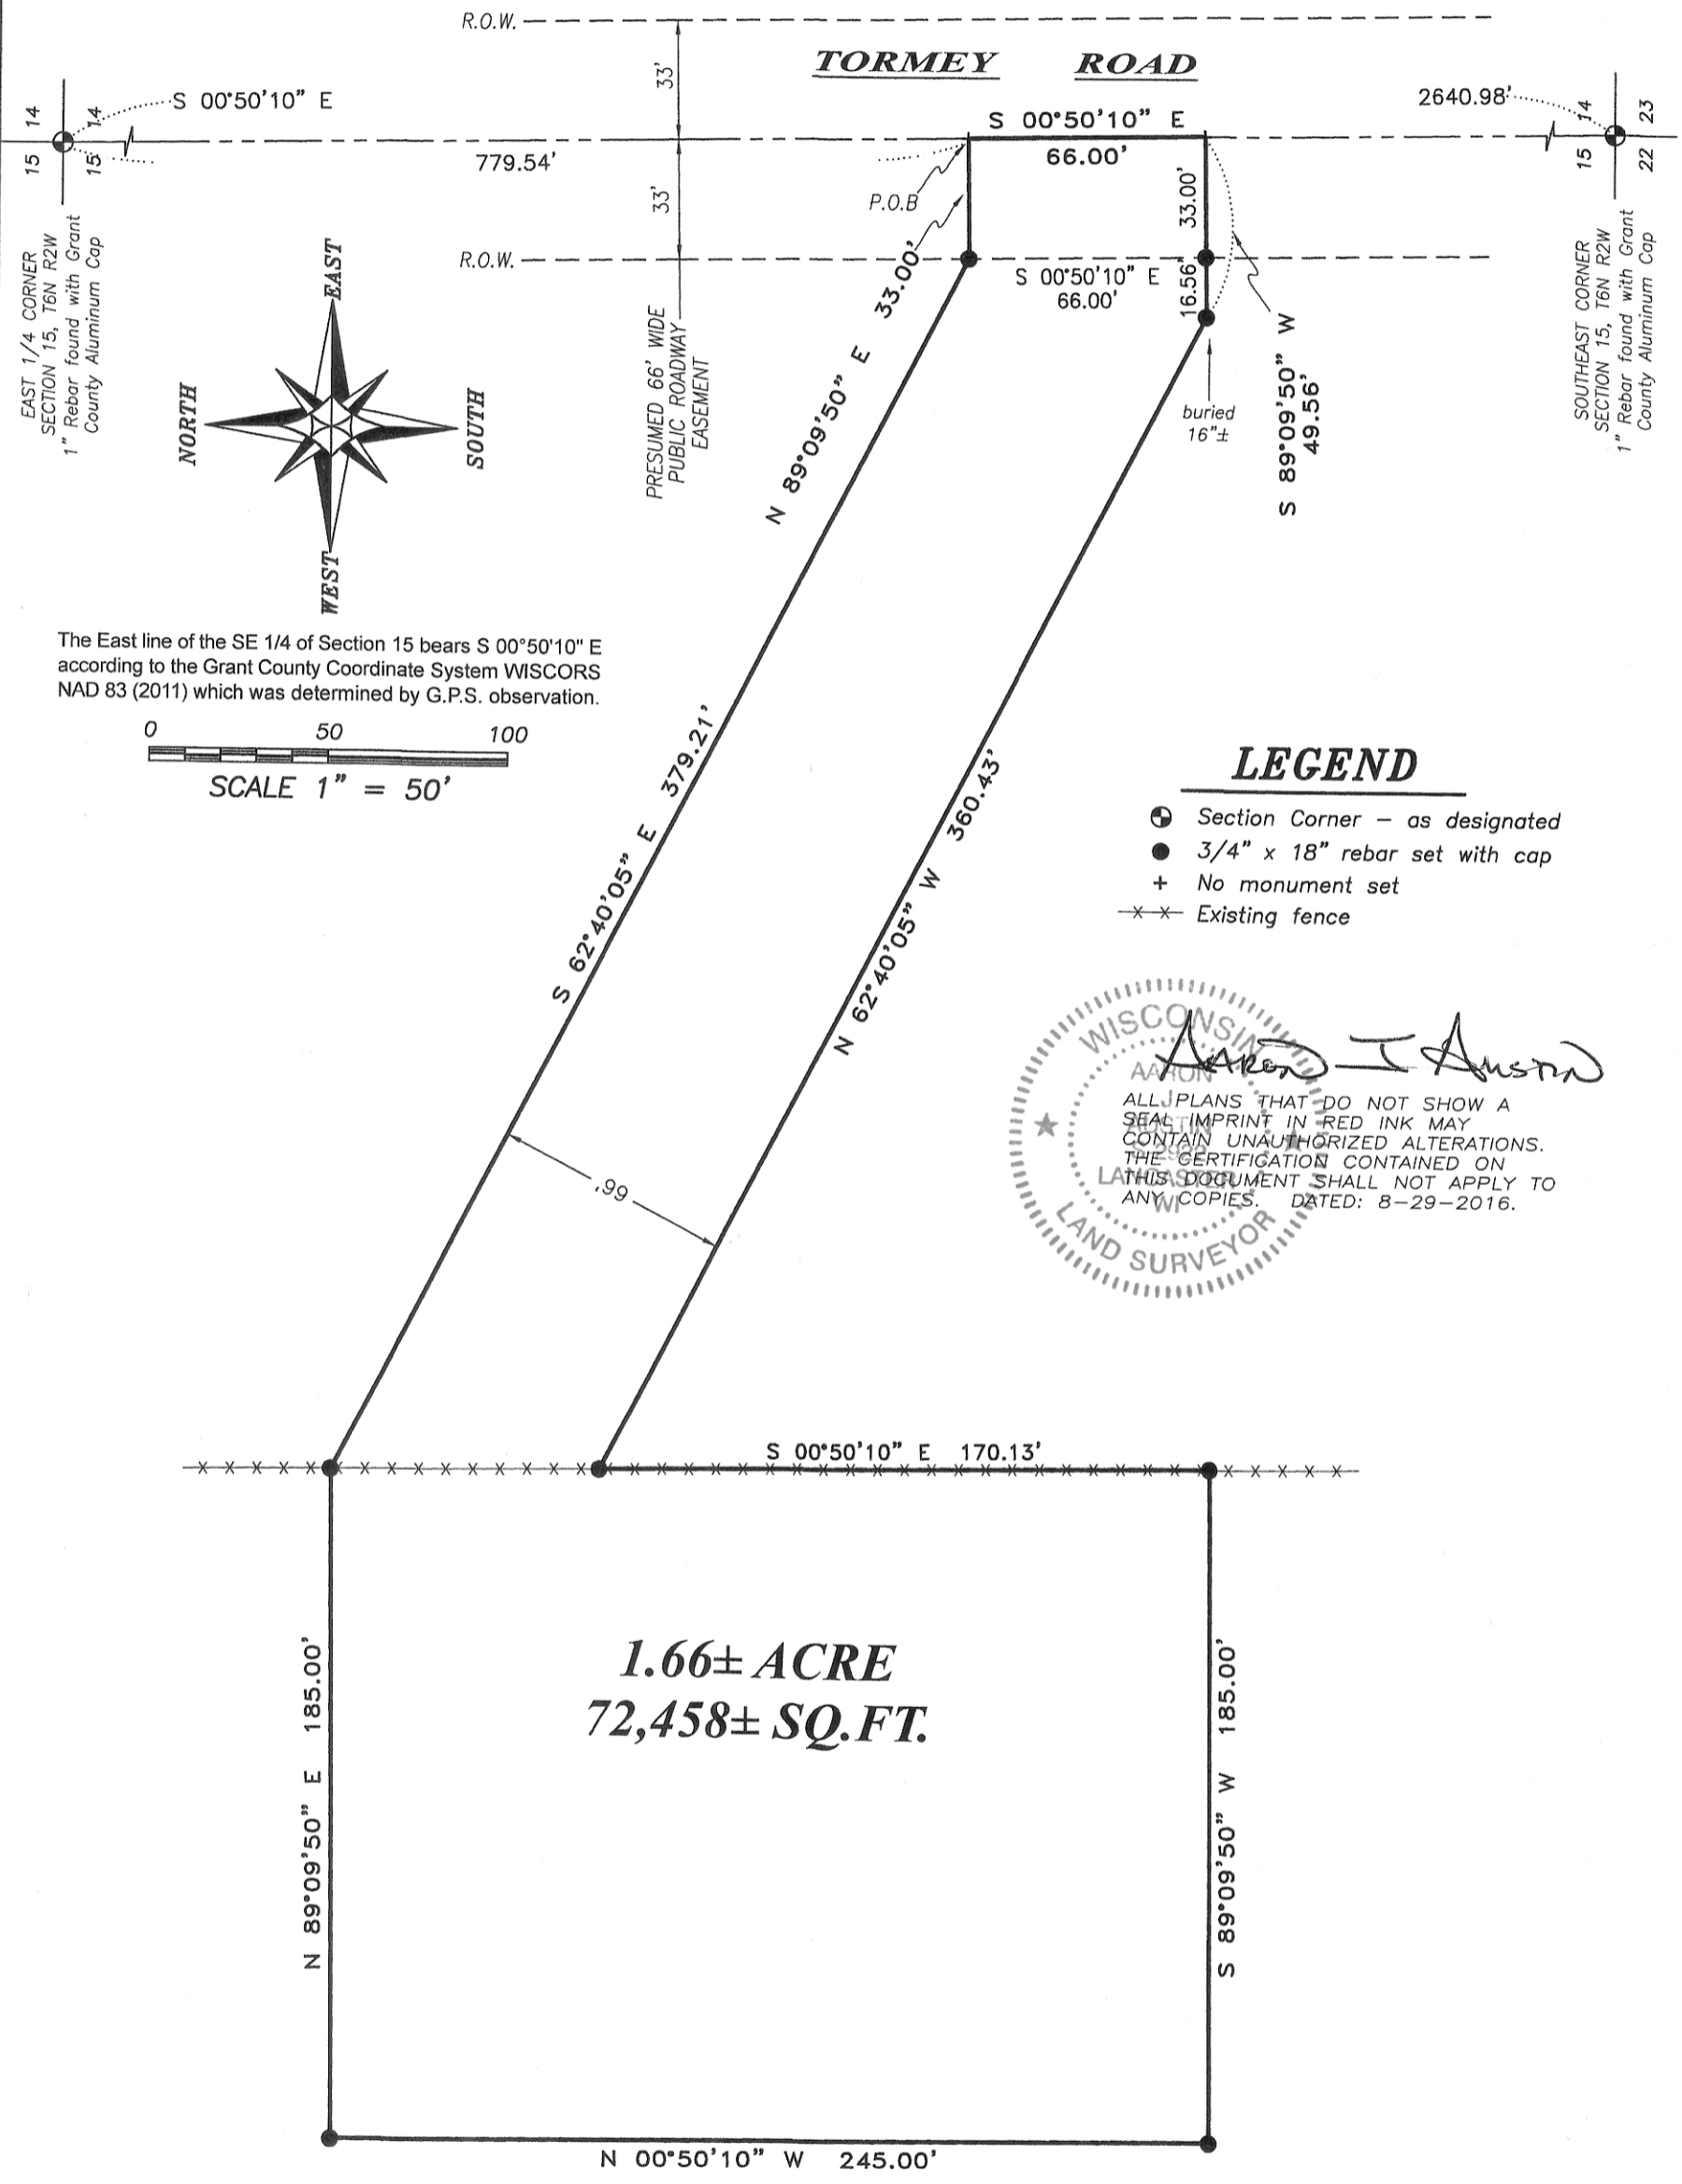 R.O.W.
TORMEY ROAD
33'
S 00°50'10" E
2640.98'
14
15
14
15
14
15
23
22
S 00°50'10" E
66.00'
779.54'
33'
P.O.B
33.00'
R.O.W.
S 00°50'10" E
66.00'
16.56'
N 89°09'50" E 33.00'
S 89°09'50" W
49.56'
buried
16"±
EAST 1/4 CORNER
SECTION 15, T6N R2W
1" Rebar found with Grant
County Aluminum Cap
SOUTHEAST CORNER
SECTION 15, T6N R2W
1" Rebar found with Grant
County Aluminum Cap
EAST
NORTH
SOUTH
WEST
PRESUMED 66' WIDE
PUBLIC ROADWAY
EASEMENT
The East line of the SE 1/4 of Section 15 bears S 00°50'10" E
according to the Grant County Coordinate System WISCORS
NAD 83 (2011) which was determined by G.P.S. observation.
0 50 100
SCALE 1" = 50'
S 62°40'05" E 379.21'
N 62°40'05" W 360.43'
LEGEND
Section Corner – as designated
3/4" x 18" rebar set with cap
No monument set
Existing fence
Aaron J Austin
WISCONSIN
AARON
J
AUSTIN
LANCASTER
WI
LAND SURVEYOR
ALL PLANS THAT DO NOT SHOW A
SEAL IMPRINT IN RED INK MAY
CONTAIN UNAUTHORIZED ALTERATIONS.
THE CERTIFICATION CONTAINED ON
THIS DOCUMENT SHALL NOT APPLY TO
ANY COPIES. DATED: 8–29–2016.
66'
S 00°50'10" E 170.13'
1.66± ACRE
72,458± SQ.FT.
N 89°09'50" E 185.00'
S 89°09'50" W 185.00'
N 00°50'10" W 245.00'